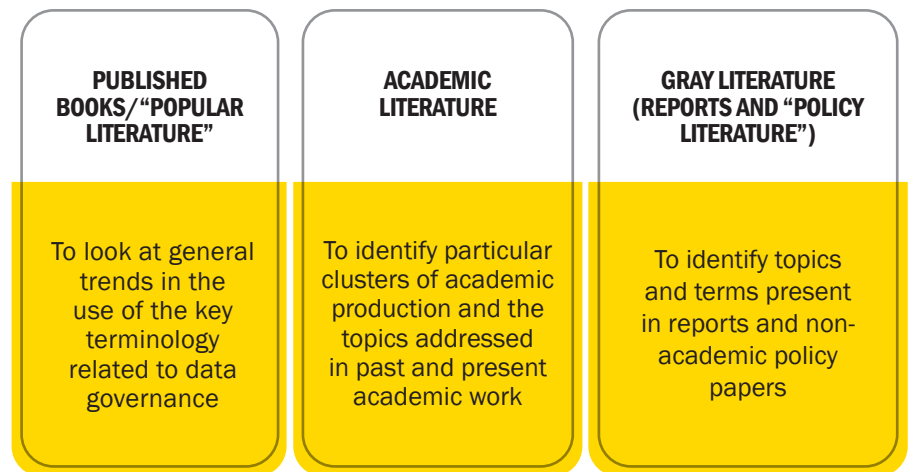 PUBLISHED
BOOKS/“POPULAR
LITERATURE”
To look at general
trends in the
use of the key
terminology
related to data
governance
ACADEMIC
LITERATURE
To identify particular
clusters of academic
production and the
topics addressed
in past and present
academic work
GRAY LITERATURE
(REPORTS AND “POLICY
LITERATURE”)
To identify topics
and terms present
in reports and non-
academic policy
papers